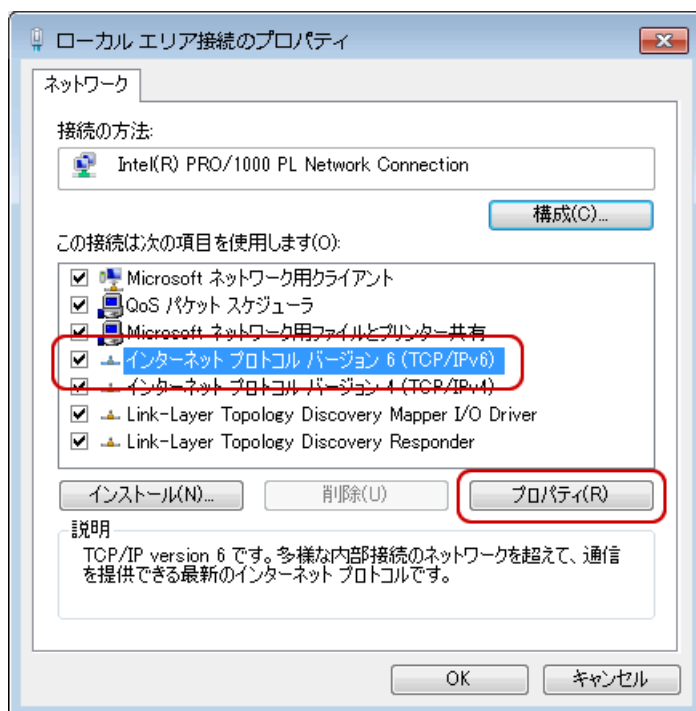 ローカル エリア接続のプロパティ
ネットワーク
接続の方法:
Intel(R) PRO/1000 PL Network Connection
構成(C)...
この接続は次の項目を使用します(O):
Microsoft ネットワーク用クライアント
QoS パケット スケジューラ
Microsoft ネットワーク用ファイルとプリンター共有
インターネット プロトコル バージョン 6 (TCP/IPv6)
インターネット プロトコル バージョン 4 (TCP/IPv4)
Link-Layer Topology Discovery Mapper I/O Driver
Link-Layer Topology Discovery Responder
インストール(N)...
削除(U)
プロパティ(R)
説明
TCP/IP version 6 です。多様な内部接続のネットワークを超えて、通信
を提供できる最新のインターネット プロトコルです。
OK
キャンセル